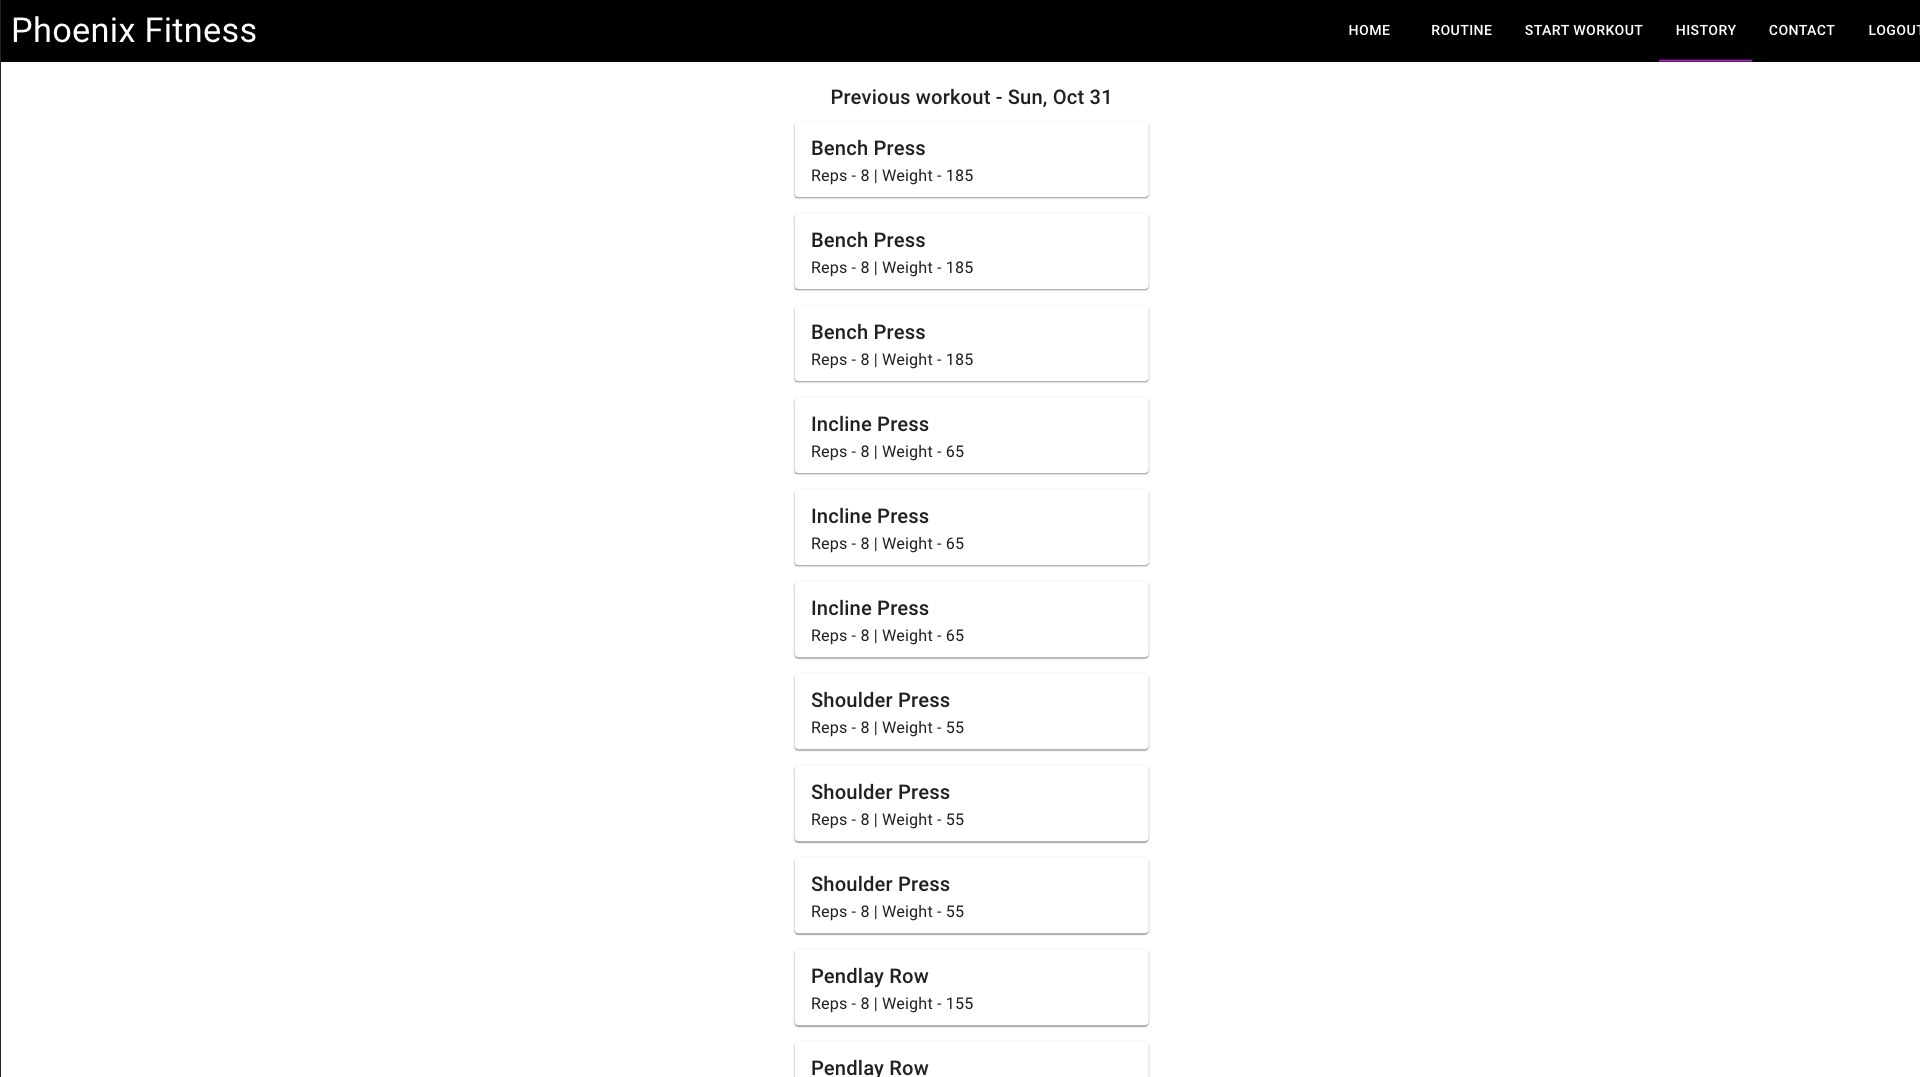 Phoenix Fitness
HOME ROUTINE START WORKOUT HISTORY CONTACT LOGOUT
Previous workout - Sun, Oct 31
Bench Press
Reps - 8 | Weight - 185
Bench Press
Reps - 8 | Weight - 185
Bench Press
Reps - 8 | Weight - 185
Incline Press
Reps - 8 | Weight - 65
Incline Press
Reps - 8 | Weight - 65
Incline Press
Reps - 8 | Weight - 65
Shoulder Press
Reps - 8 | Weight - 55
Shoulder Press
Reps - 8 | Weight - 55
Shoulder Press
Reps - 8 | Weight - 55
Pendlay Row
Reps - 8 | Weight - 155
Pendlay Row